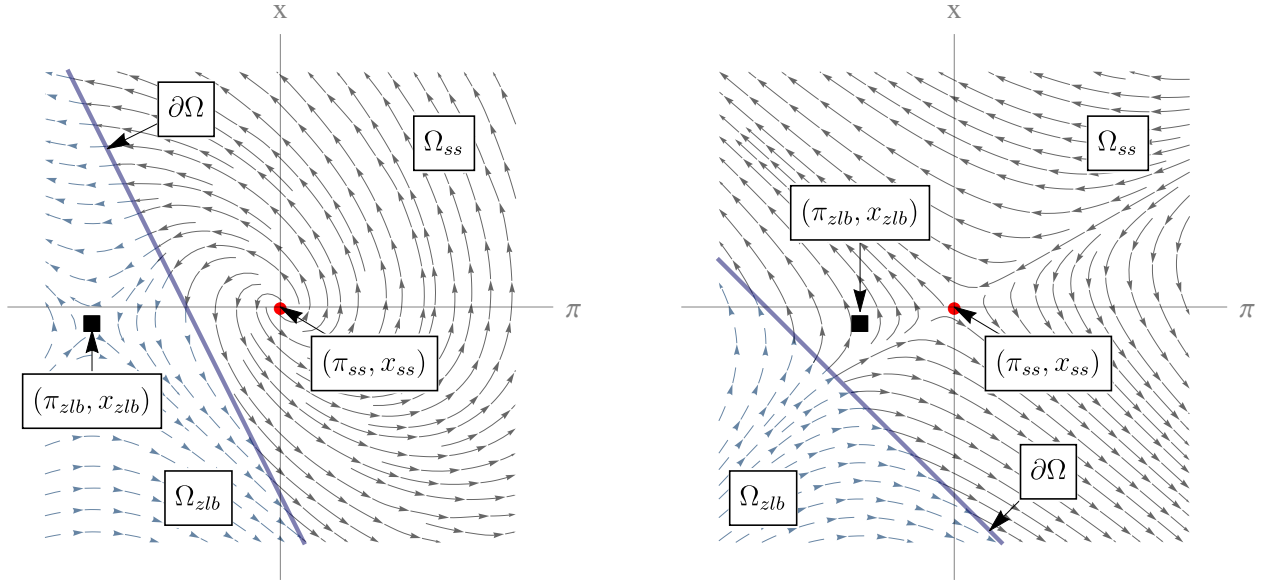 x
∂Ω
Ω_ss
π
(π_ss, x_ss)
(π_zlb, x_zlb)
Ω_zlb
x
Ω_ss
(π_zlb, x_zlb)
π
(π_ss, x_ss)
∂Ω
Ω_zlb